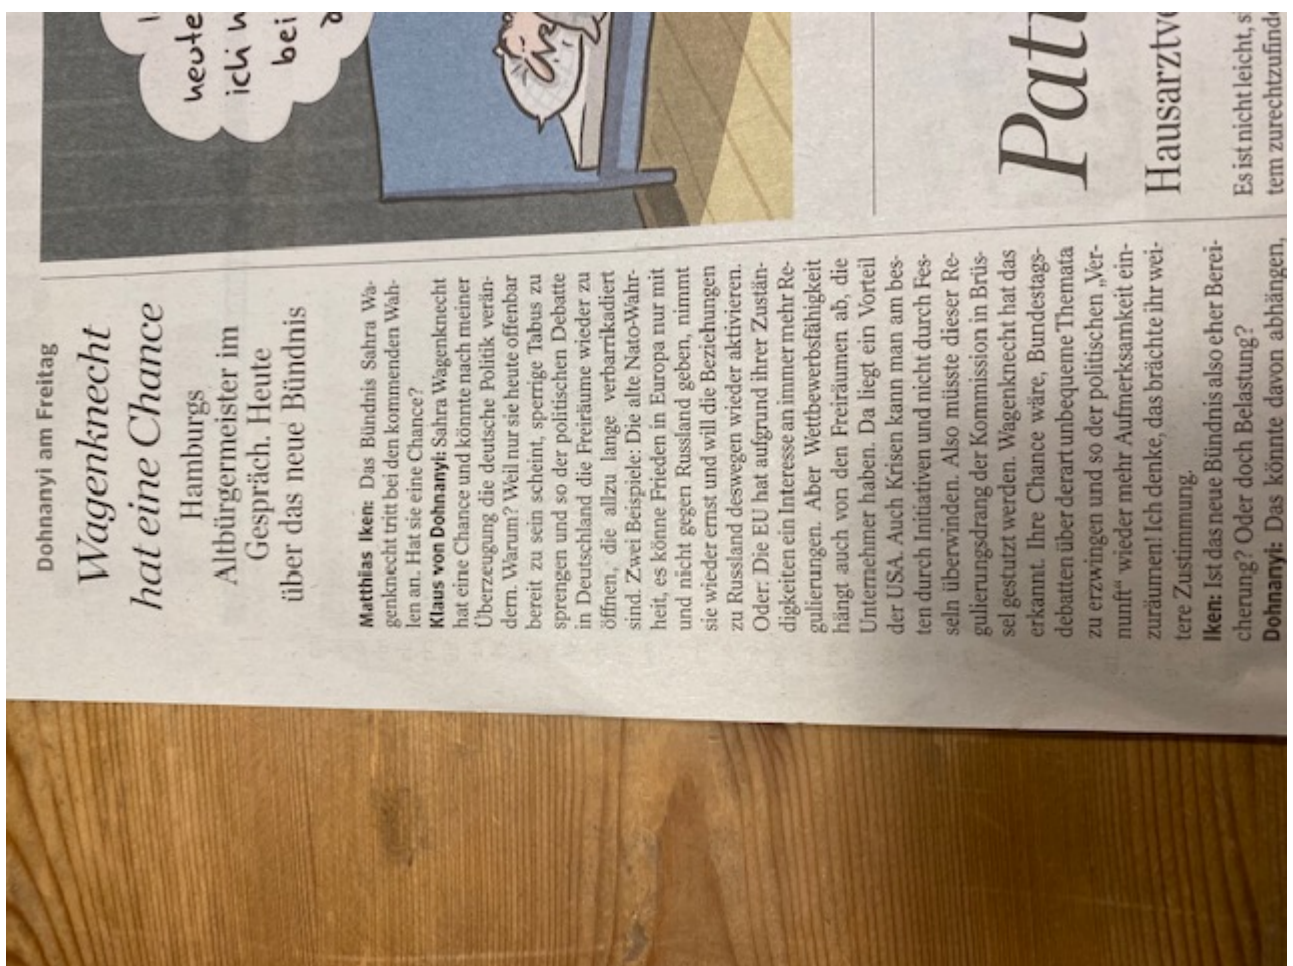 Dohnanyi am Freitag
Wagenknecht
hat eine Chance
Hamburgs
Altbürgermeister im
Gespräch. Heute
über das neue Bündnis
Matthias Iken: Das Bündnis Sahra Wa-
genknecht tritt bei den kommenden Wah-
len an. Hat sie eine Chance?
Klaus von Dohnanyi: Sahra Wagenknecht
hat eine Chance und könnte nach meiner
Überzeugung die deutsche Politik verän-
dern. Warum? Weil nur sie heute offenbar
bereit zu sein scheint, sperrige Tabus zu
sprengen und so der politischen Debatte
in Deutschland die Freiräume wieder zu
öffnen, die allzu lange verbarrikadiert
sind. Zwei Beispiele: Die alte Nato-Wahr-
heit, es könne Frieden in Europa nur mit
und nicht gegen Russland geben, nimmt
sie wieder ernst und will die Beziehungen
zu Russland deswegen wieder aktivieren.
Oder: Die EU hat aufgrund ihrer Zustän-
digkeiten ein Interesse an immer mehr Re-
gulierungen. Aber Wettbewerbsfähigkeit
hängt auch von den Freiräumen ab, die
Unternehmer haben. Da liegt ein Vorteil
der USA. Auch Krisen kann man am bes-
ten durch Initiativen und nicht durch Fes-
seln überwinden. Also müsste dieser Re-
gulierungsdrang der Kommission in Brüs-
sel gestutzt werden. Wagenknecht hat das
erkannt. Ihre Chance wäre, Bundestags-
debatten über derart unbequeme Themata
zu erzwingen und so der politischen „Ver-
nunft“ wieder mehr Aufmerksamkeit ein-
zuräumen! Ich denke, das brächte ihr wei-
tere Zustimmung.
Iken: Ist das neue Bündnis also eher Berei-
cherung? Oder doch Belastung?
Dohnanyi: Das könnte davon abhängen,
heute
ich
bei
Hausarztv
Es ist nicht leicht, s
tem zurechtzufinde